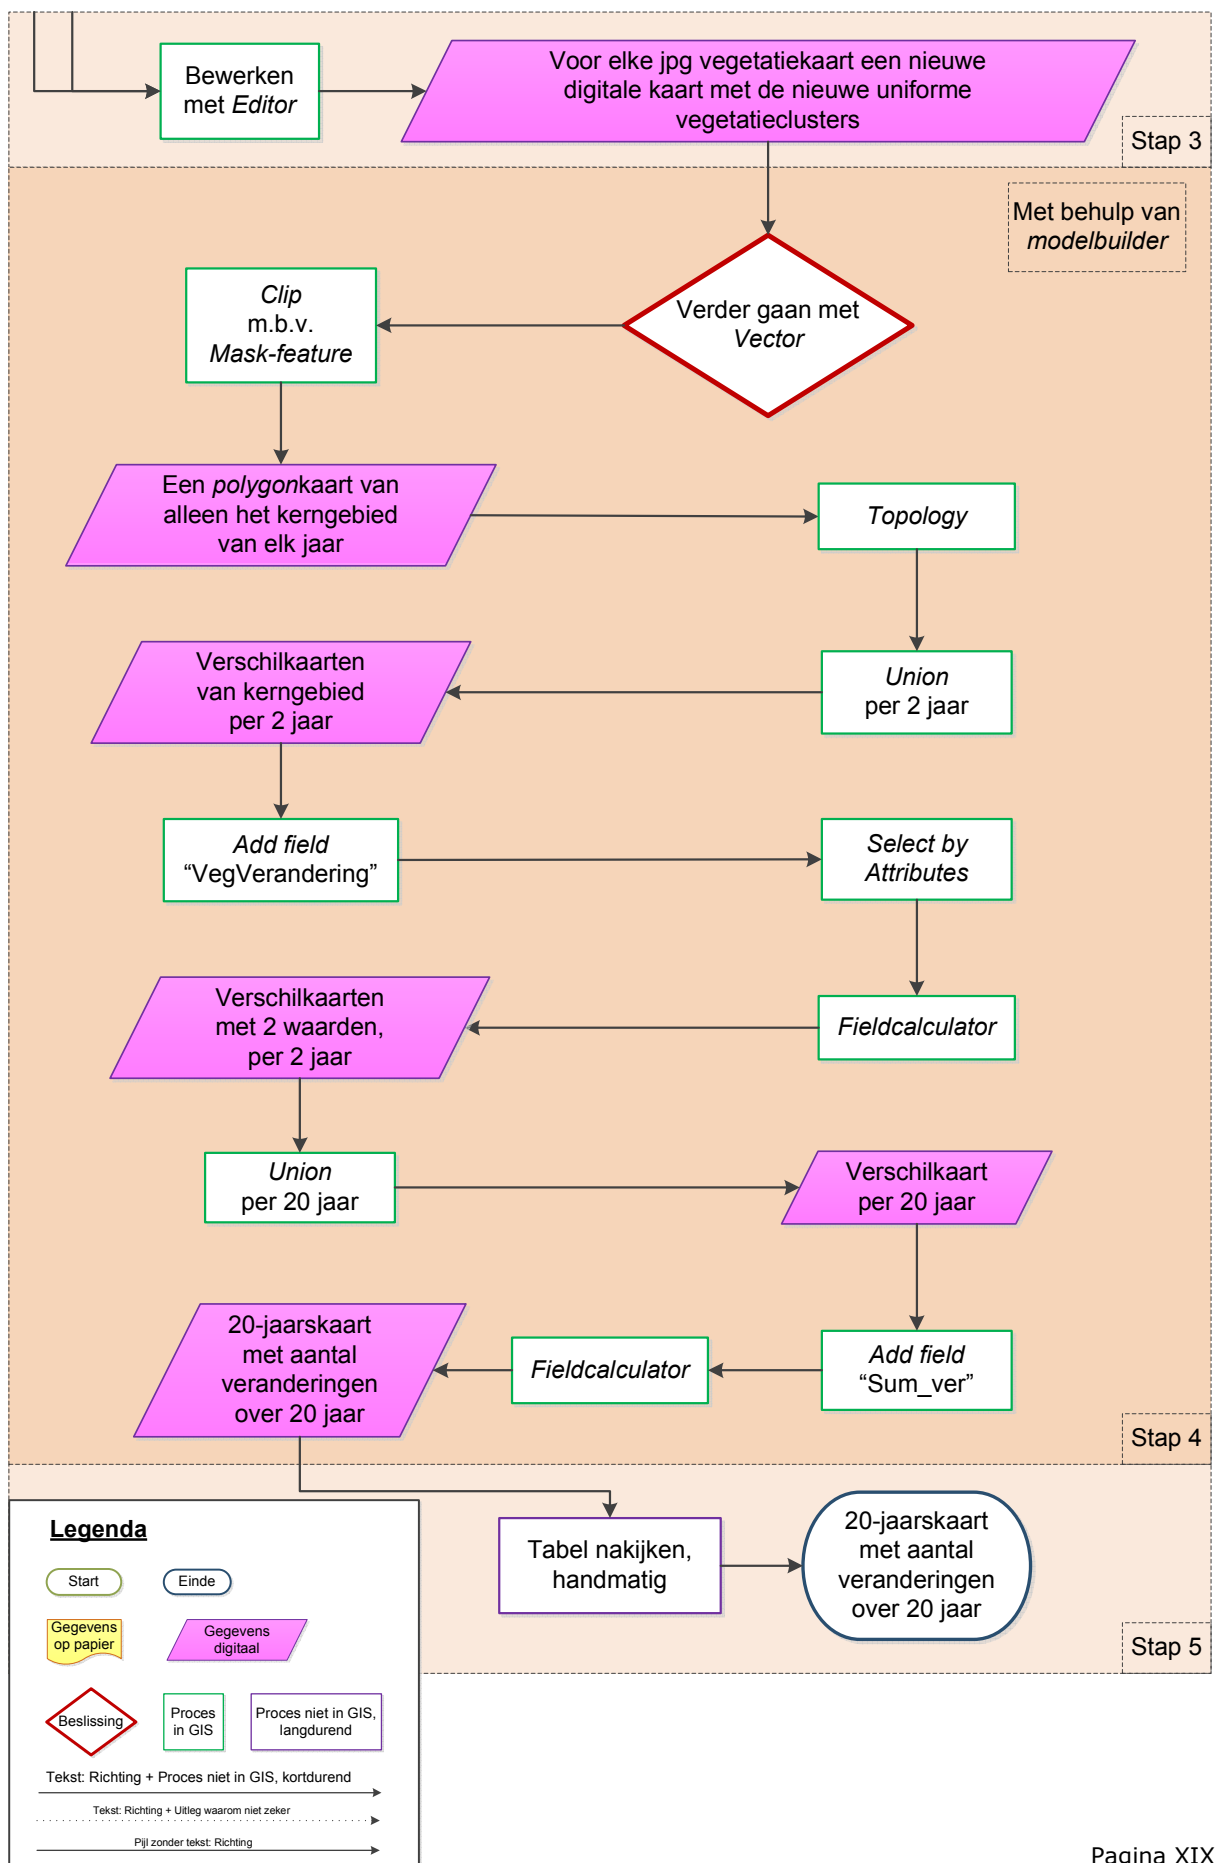 Bewerken
met Editor
Voor elke jpg vegetatiekaart een nieuwe
digitale kaart met de nieuwe uniforme
vegetatieclusters
Stap 3
Met behulp van
modelbuilder
Verder gaan met
Vector
Clip
m.b.v.
Mask-feature
Een polygonkaart van
alleen het kerngebied
van elk jaar
Topology
Union
per 2 jaar
Verschilkaarten
van kerngebied
per 2 jaar
Add field
“VegVerandering”
Select by
Attributes
Fieldcalculator
Verschilkaarten
met 2 waarden,
per 2 jaar
Union
per 20 jaar
Verschilkaart
per 20 jaar
Add field
“Sum_ver”
Fieldcalculator
20-jaarskaart
met aantal
veranderingen
over 20 jaar
Stap 4
Tabel nakijken,
handmatig
20-jaarskaart
met aantal
veranderingen
over 20 jaar
Stap 5
Legenda
Start
Einde
Gegevens
op papier
Gegevens
digitaal
Beslissing
Proces
in GIS
Proces niet in GIS,
langdurend
Tekst: Richting + Proces niet in GIS, kortdurend
Tekst: Richting + Uitleg waarom niet zeker
Pijl zonder tekst: Richting
Pagina XIX